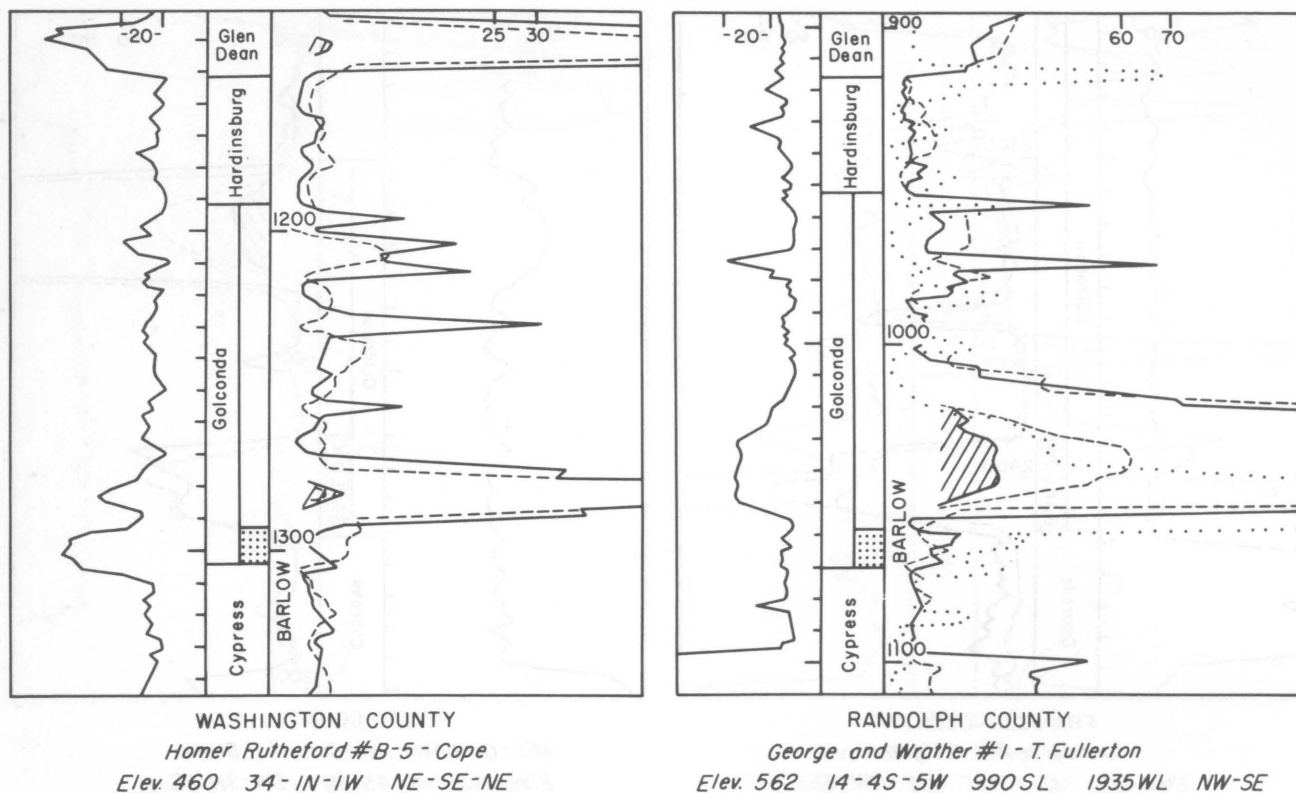 -20-
Glen
Dean
25 30
Hardinsburg
1200
Golconda
1300
BARLOW
Cypress
WASHINGTON COUNTY
Homer Rutheford #B-5 - Cope
Elev. 460 34 - 1N 1W NE-SE-NE
-20-
Glen
Dean
900
60 70
Hardinsburg
1000
Golconda
BARLOW
Cypress
1100
RANDOLPH COUNTY
George and Wrather #1 - T. Fullerton
Elev. 562 14 - 4S - 5W 990 SL 1935 WL NW-SE